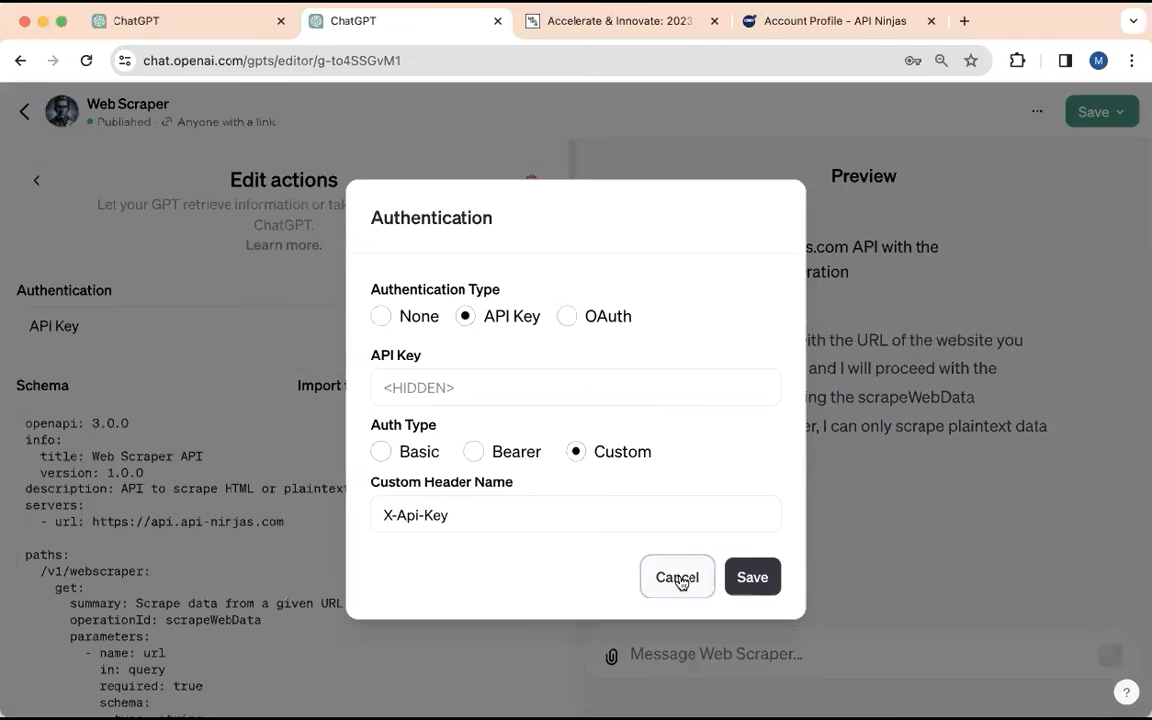 ChatGPT
ChatGPT
Accelerate & Innovate: 2023
Account Profile - API Ninjas
chat.openai.com/gpts/editor/g-to4SSGvM1
M
Web Scraper
Published · Anyone with a link
Save
Edit actions
Let your GPT retrieve information or
ChatGPT.
Learn more.
Authentication
API Key
Schema
Import
openapi: 3.0.0
info:
title: Web Scraper API
version: 1.0.0
description: API to scrape HTML or plaintext
servers:
- url: https://api.api-nirjas.com
paths:
/v1/webscraper:
get:
summary: Scrape data from a given URL
operationId: scrapeWebData
parameters:
- name: url
in: query
required: true
schema:
Authentication
Authentication Type
None
API Key
OAuth
API Key
<HIDDEN>
Auth Type
Basic
Bearer
Custom
Custom Header Name
X-Api-Key
Cancel
Save
Preview
s.com API with the
with the URL of the website you
and I will proceed with the
the scrapeWebData
I can only scrape plaintext data
Message Web Scraper...
?